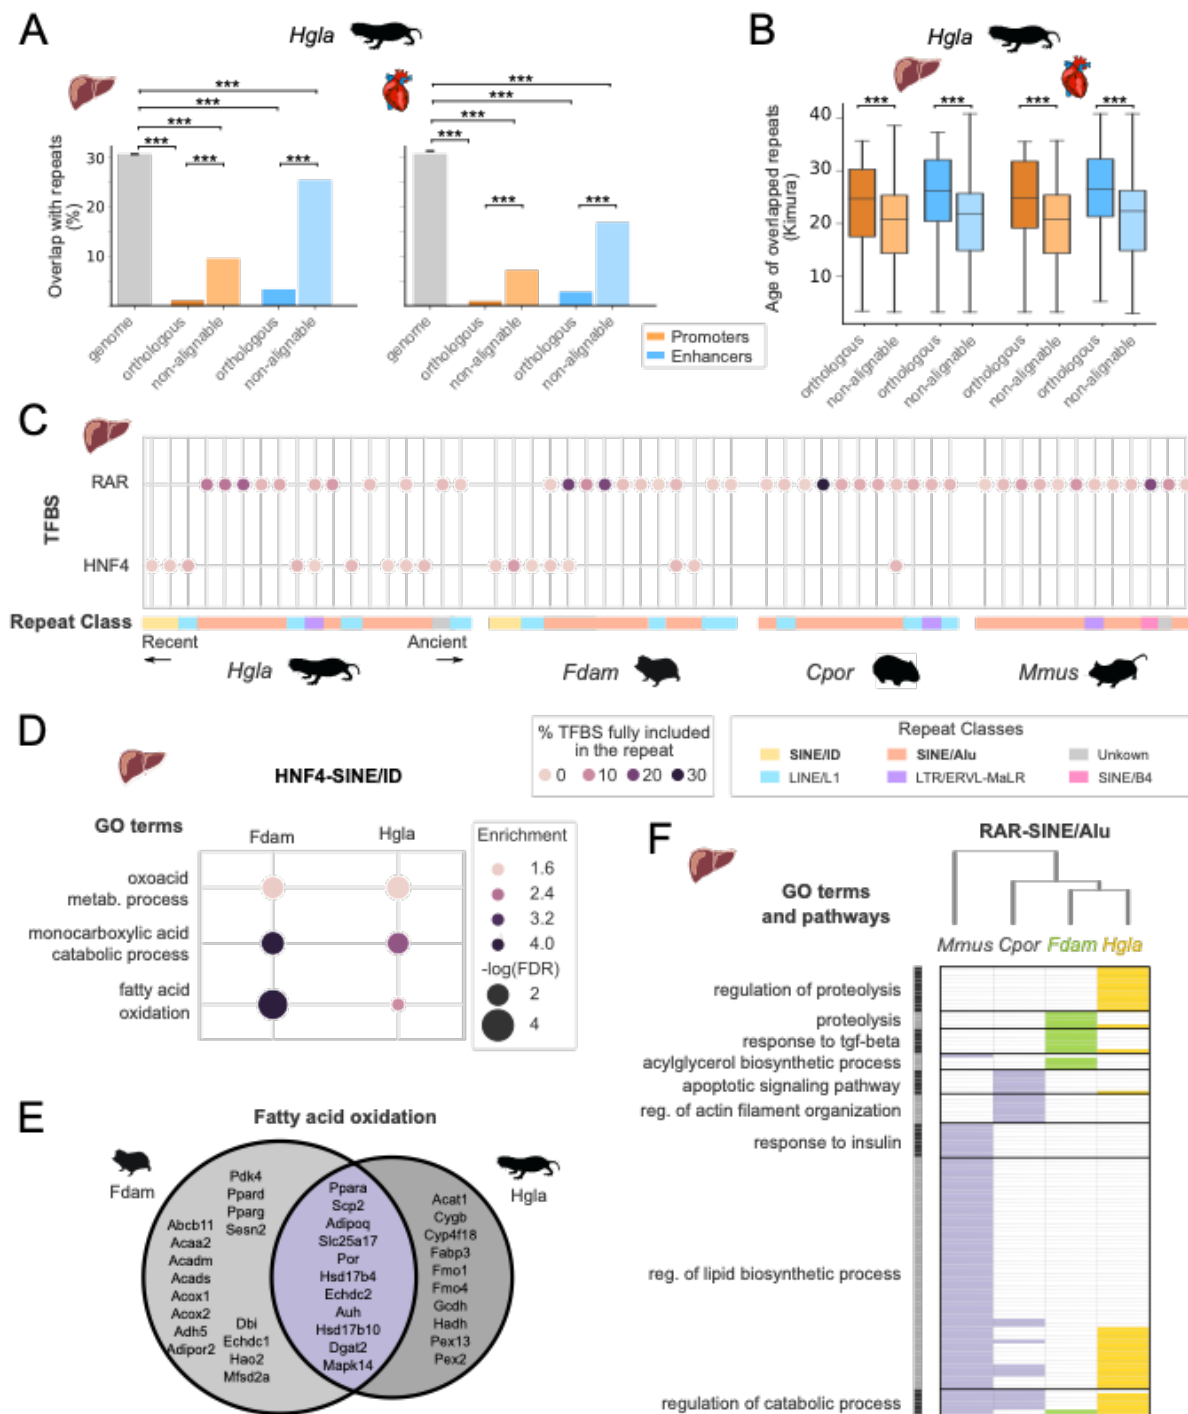 A
Hgla
***
***
***
***
***
***
Overlap with repeats
(%)
30
20
10
genome
orthologous
non-alignable
orthologous
non-alignable
***
***
***
***
***
***
genome
orthologous
non-alignable
orthologous
non-alignable
Promoters
Enhancers
B
Hgla
***
***
***
***
Age of overlapped repeats
(Kimura)
40
30
20
10
orthologous
non-alignable
orthologous
non-alignable
orthologous
non-alignable
orthologous
non-alignable
C
TFBS
RAR
HNF4
Repeat Class
Recent
Ancient
Hgla
Fdam
Cpor
Mmus
% TFBS fully included
in the repeat
0 10 20 30
Repeat Classes
SINE/ID
SINE/Alu
Unkown
LINE/L1
LTR/ERVL-MaLR
SINE/B4
D
HNF4-SINE/ID
GO terms
Fdam
Hgla
oxoacid
metab. process
monocarboxylic acid
catabolic process
fatty acid
oxidation
Enrichment
1.6
2.4
3.2
4.0
-log(FDR)
2
4
E
Fatty acid oxidation
Fdam
Hgla
Pdk4
Ppard
Pparg
Sesn2
Abcb11
Acaa2
Acadm
Acads
Acox1
Acox2
Adh5
Adipor2
Dbi
Echdc1
Hao2
Mfsd2a
Ppara
Scp2
Adipoq
Slc25a17
Por
Hsd17b4
Echdc2
Auh
Hsd17b10
Dgat2
Mapk14
Acat1
Cygb
Cyp4f18
Fabp3
Fmo1
Fmo4
Gcdh
Hadh
Pex13
Pex2
F
RAR-SINE/Alu
GO terms
and pathways
Mmus Cpor Fdam Hgla
regulation of proteolysis
proteolysis
response to tgf-beta
acylglycerol biosynthetic process
apoptotic signaling pathway
reg. of actin filament organization
response to insulin
reg. of lipid biosynthetic process
regulation of catabolic process